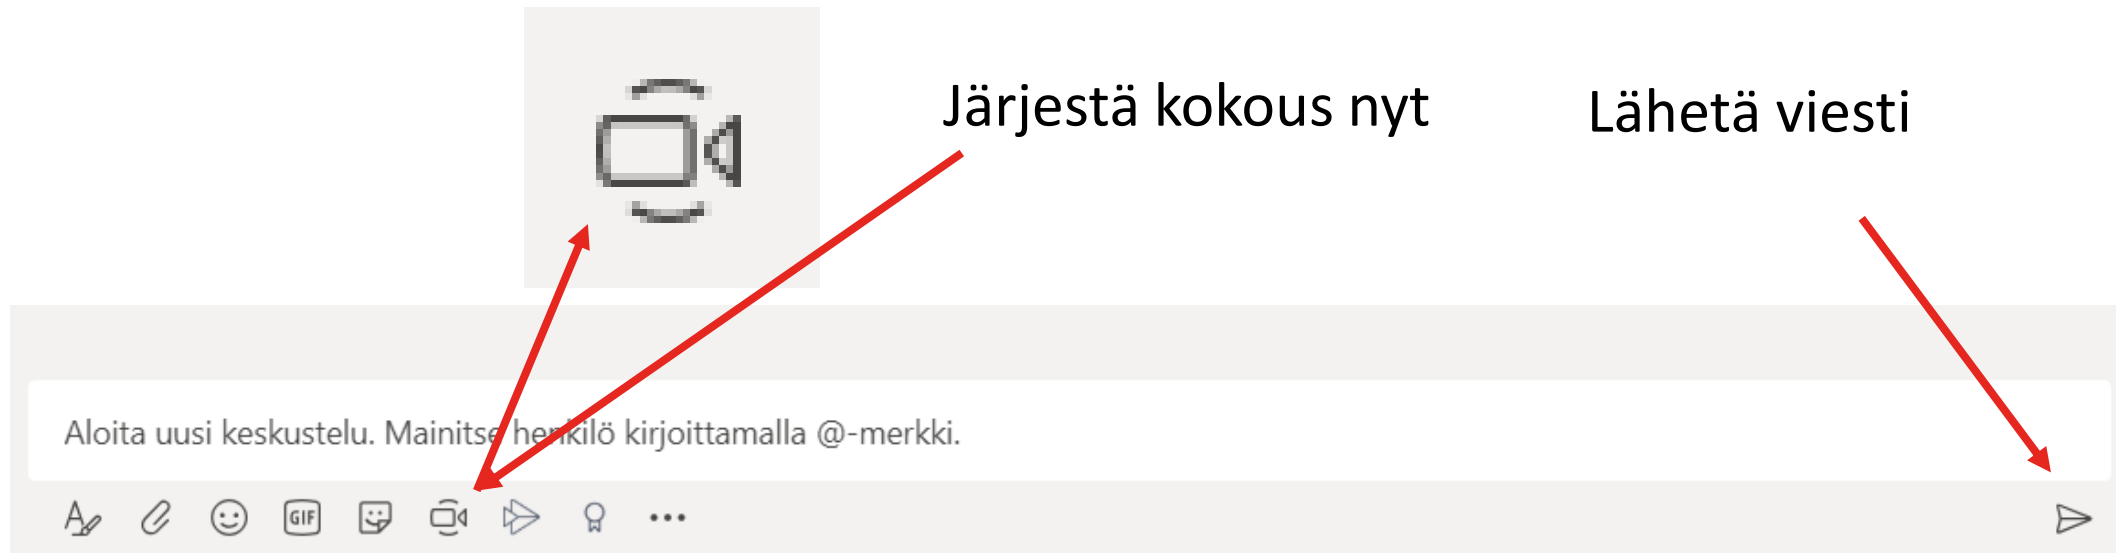 Järjestä kokous nyt
Lähetä viesti
Aloita uusi keskustelu. Mainitse henkilö kirjoittamalla @-merkki.
GIF